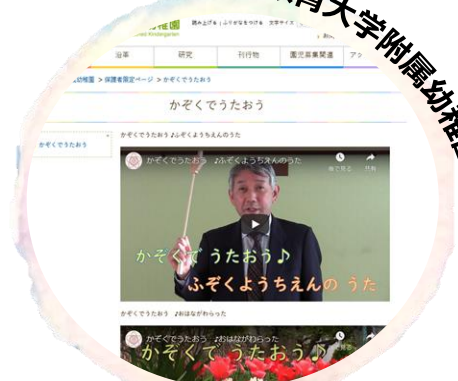 育大学附属幼稚園
稚園
Kindergarten
読み上げる
ふりがなをつける
文字サイズ
沿革
研究
刊行物
園児募集関連
幼稚園 > 保護者限定ページ > かぞくでうたおう
かぞくでうたおう
かぞくでうたおう
かぞくでうたおう ♪ふぞくようちえんのうた
かぞくでうたおう ♪ふぞくようちえんのうた
後で見る
共有
かぞくで うたおう♪
ふぞくようちえんの うた
かぞくでうたおう ♪おはながわらった
かぞくでうたおう ♪おはながわらった
かぞくで うたおう♪